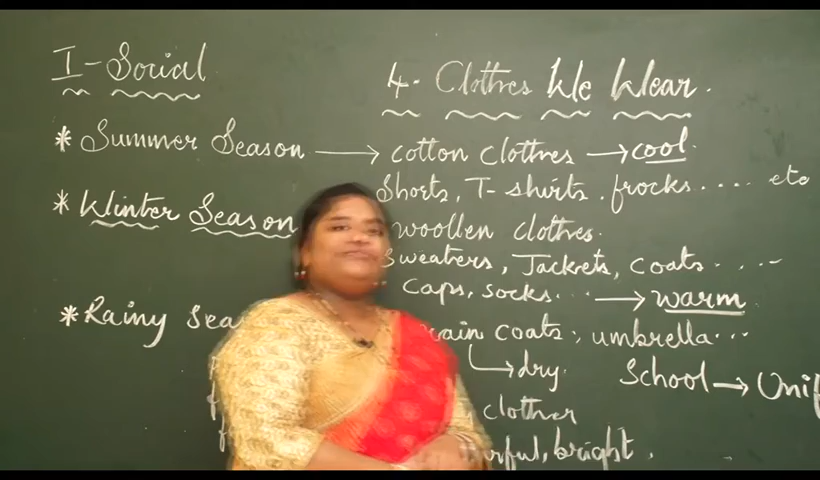 I - Social
4. Clothes We Wear.
* Summer Season → cotton clothes → cool
Shorts, T-shirts, frocks.... etc
* Winter Season woollen clothes.
Sweaters, Jackets, coats....-
caps, socks... → warm
* Rainy Sea rain coats, umbrella...
→ dry.
School → Unif
clothes
bright.